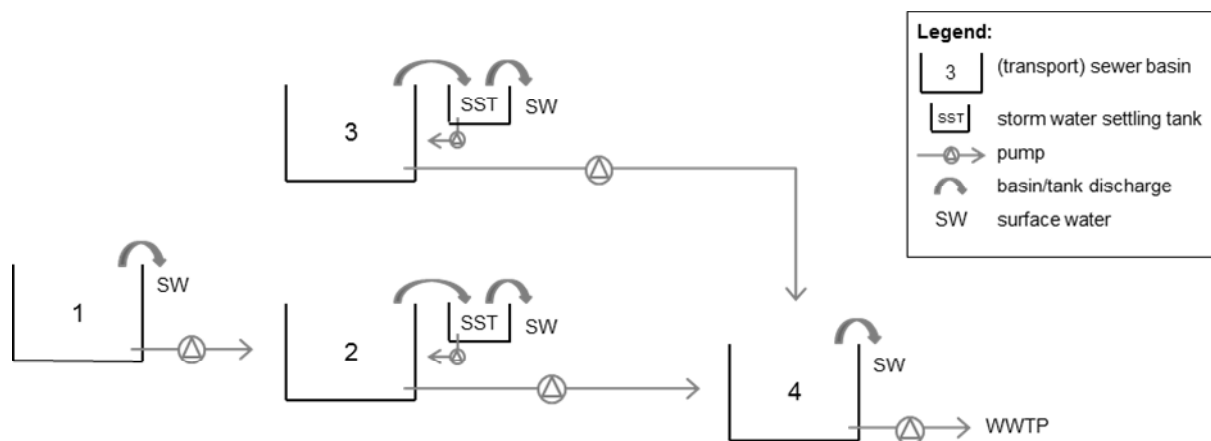 Legend:
3
(transport) sewer basin
SST
storm water settling tank
pump
basin/tank discharge
SW
surface water
3
SST
SW
1
SW
2
SST
SW
4
SW
WWTP